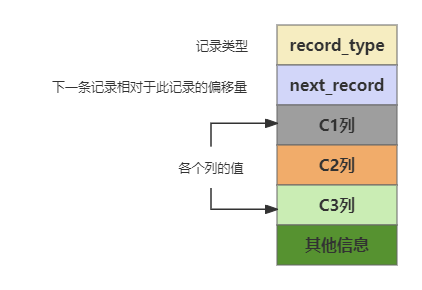 记录类型
record_type
下一条记录相对于此记录的偏移量
next_record
C1列
各个列的值
C2列
C3列
其他信息